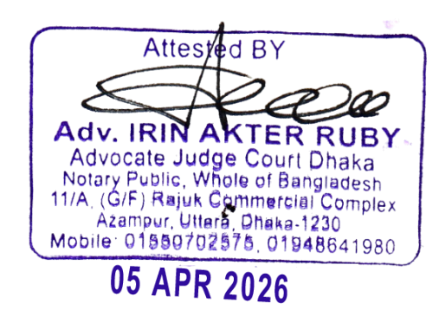 Attested BY
Adv. IRIN AKTER RUBY
Advocate Judge Court Dhaka
Notary Public, Whole of Bangladesh
11/A, (G/F) Rajuk Commercial Complex
Azampur, Uttara, Dhaka-1230
Mobile: 01550702575, 01948641980
05 APR 2026